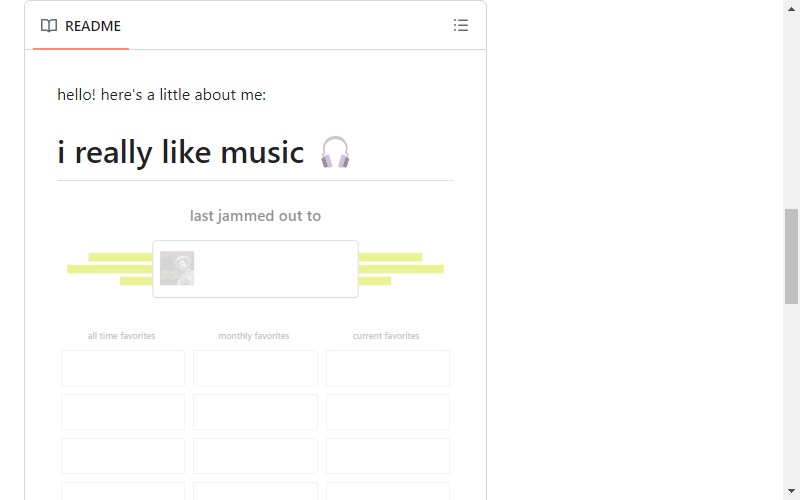 README
hello! here's a little about me:
i really like music 🎧
last jammed out to
all time favorites
monthly favorites
current favorites